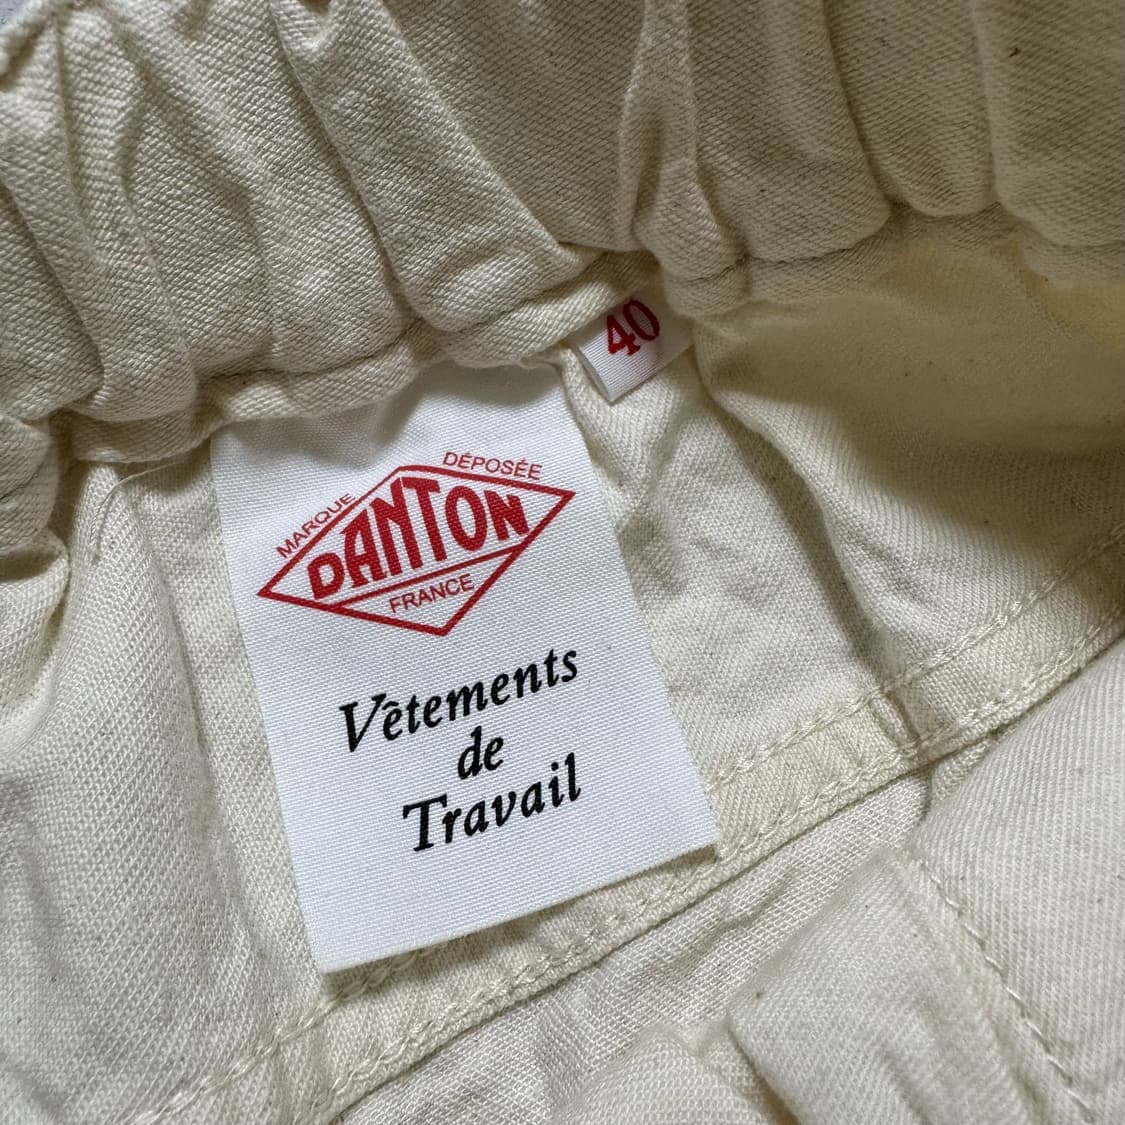 40
MARQUE DÉPOSÉE
DANTON
FRANCE
Vêtements
de
Travail